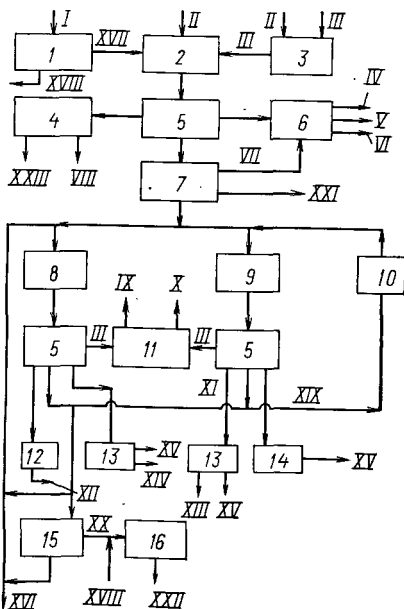 I II II III
1 XVII 2 III 3
XVIII
4 5 6 IV
V
VI
XXIII VIII 7 VII
XXI
8 9 10
IX X
5 III 11 III 5
XI XIX
12 13 XV 13 14 XV
XII XIV XIII XV
15 XX 16
XVI XVIII XXII